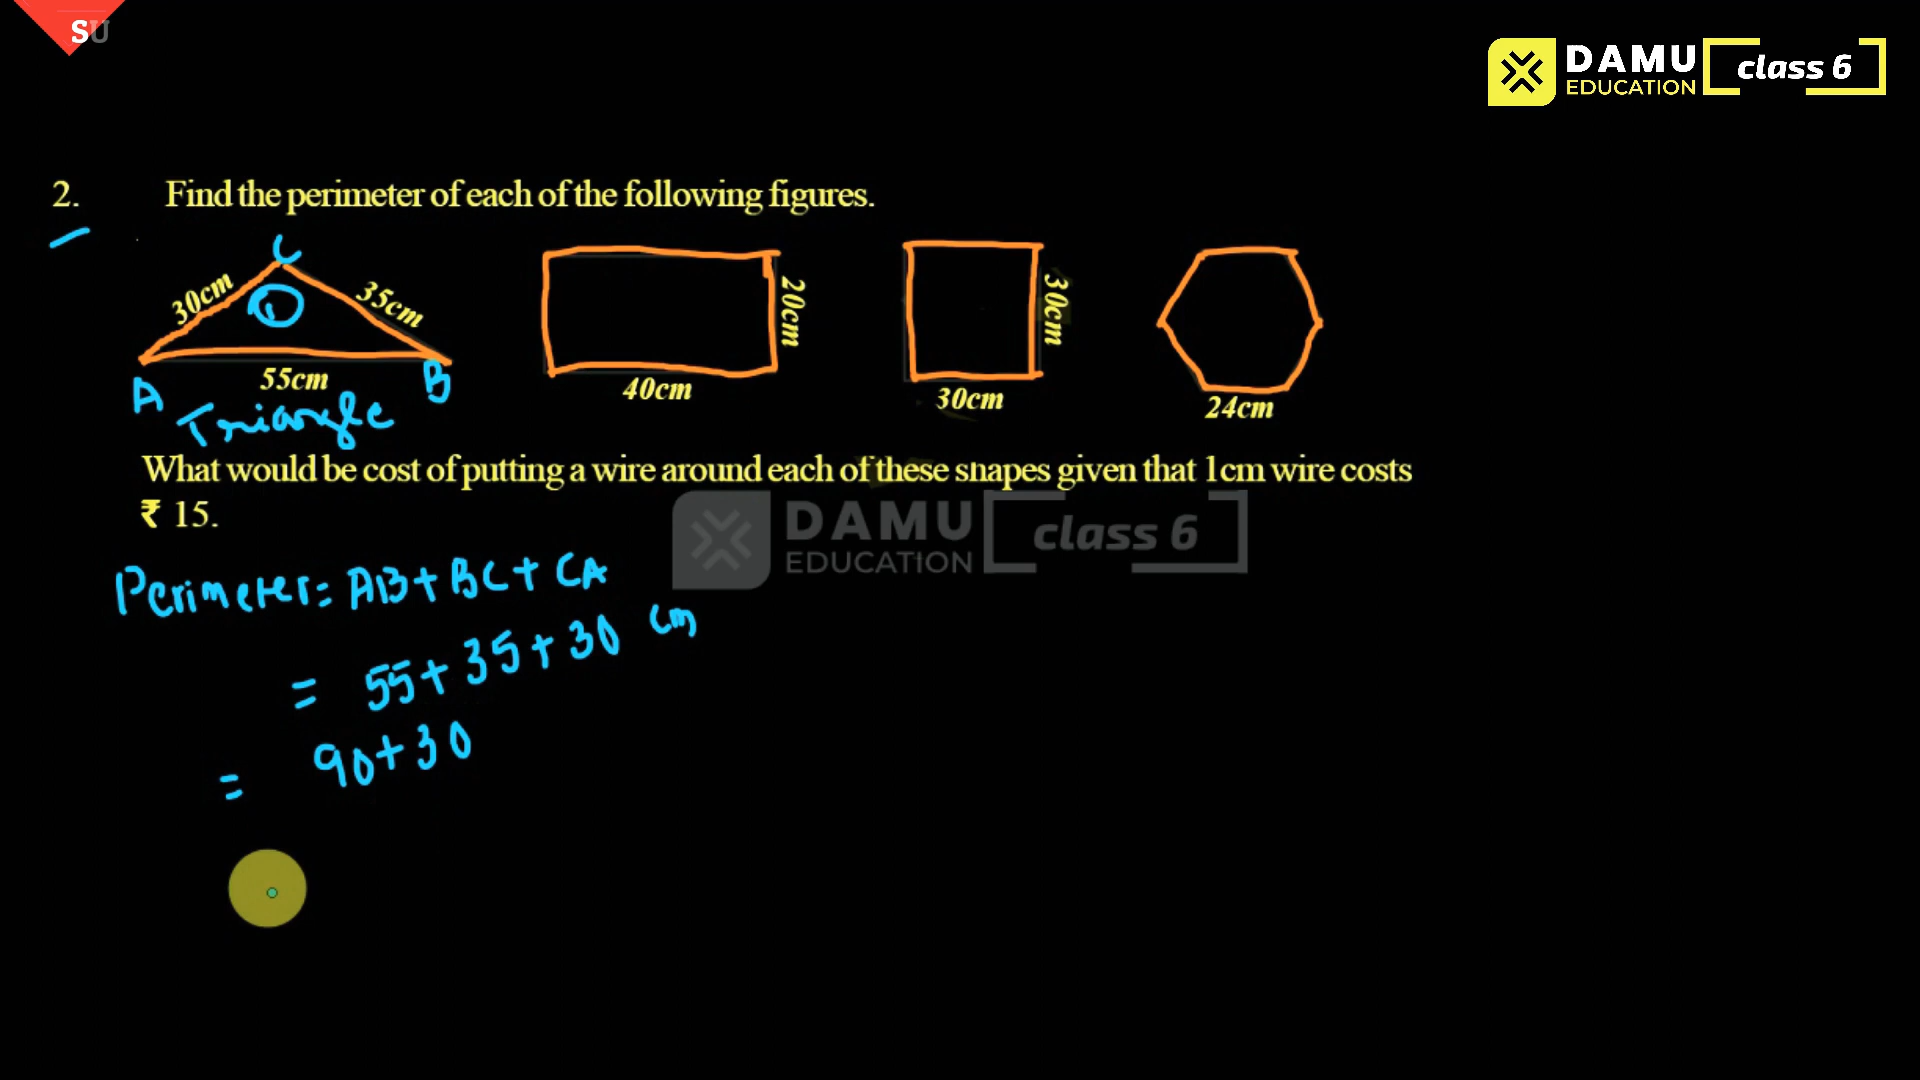 SU
DAMU
EDUCATION
class 6
2. Find the perimeter of each of the following figures.
C
30cm
35cm
20cm
30cm
55cm
40cm
30cm
24cm
A
B
Triangle
What would be cost of putting a wire around each of these shapes given that 1cm wire costs
₹ 15.
DAMU
EDUCATION
class 6
Perimeter = AB + BC + CA
= 55 + 35 + 30 cm
= 90 + 30